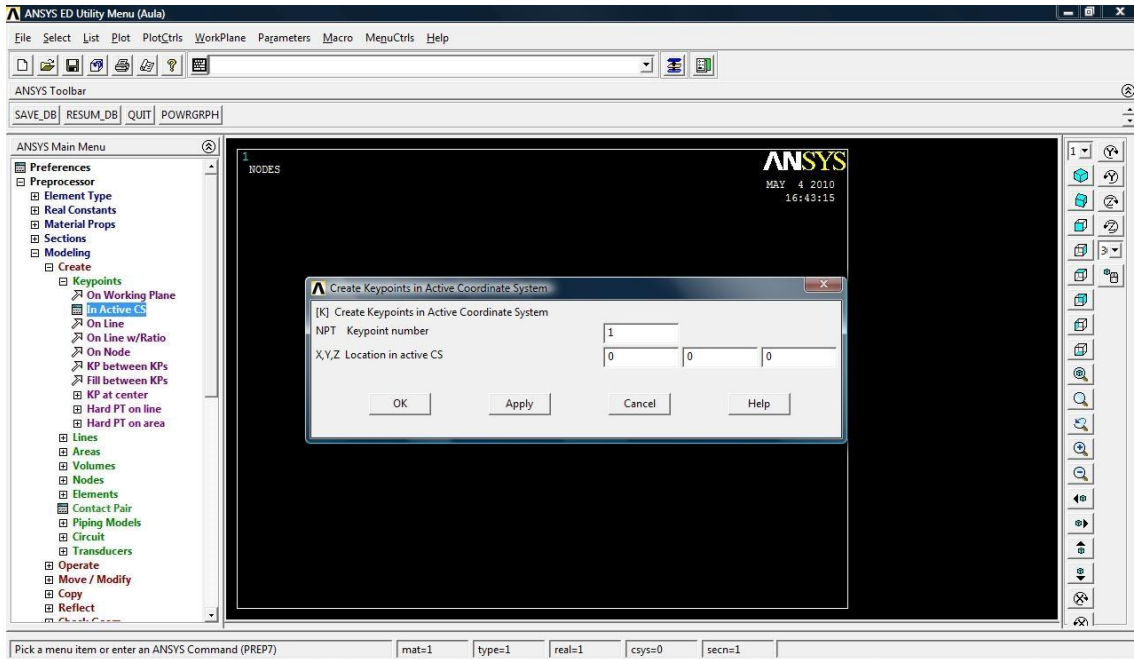 ANSYS ED Utility Menu (Aula)
File Select List Plot PlotCtrls WorkPlane Parameters Macro MenuCtrls Help
ANSYS Toolbar
SAVE_DB RESUM_DB QUIT POWRGRPH
ANSYS Main Menu
Preferences
Preprocessor
Element Type
Real Constants
Material Props
Sections
Modeling
Create
Keypoints
On Working Plane
In Active CS
On Line
On Line w/Ratio
On Node
KP between KPs
Fill between KPs
KP at center
Hard PT on line
Hard PT on area
Lines
Areas
Volumes
Nodes
Elements
Contact Pair
Piping Models
Circuit
Transducers
Operate
Move / Modify
Copy
Reflect
1
NODES
ANSYS
MAY 4 2010
16:43:15
Create Keypoints in Active Coordinate System
[K] Create Keypoints in Active Coordinate System
NPT Keypoint number 1
X,Y,Z Location in active CS 0 0 0
OK Apply Cancel Help
1
Pick a menu item or enter an ANSYS Command (PREP7) mat=1 type=1 real=1 csys=0 secn=1